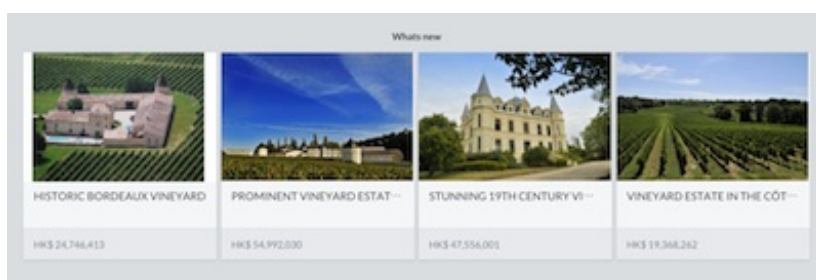 Whats new
HISTORIC BORDEAUX VINEYARD
PROMINENT VINEYARD ESTAT···
STUNNING 19TH CENTURY VI···
VINEYARD ESTATE IN THE CÔT···
HK$ 24,746,413
HK$ 54,992,030
HK$ 47,556,001
HK$ 19,368,262